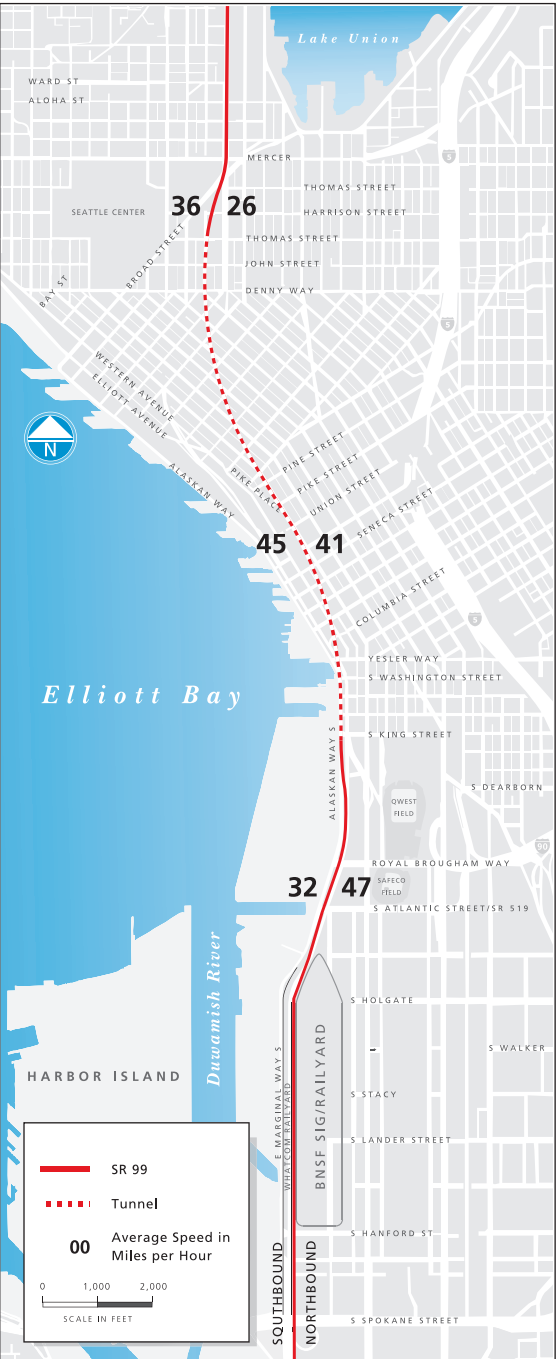 Lake Union
WARD ST
ALOHA ST
5
MERCER
THOMAS STREET
SEATTLE CENTER
36 26
HARRISON STREET
BROAD STREET
THOMAS STREET
JOHN STREET
BAY ST
DENNY WAY
5
WESTERN AVENUE
ELLIOTT AVENUE
N
PINE STREET
PIKE STREET
PIKE PLACE
UNION STREET
ALASKAN WAY
SENECA STREET
45 41
COLUMBIA STREET
5
YESLER WAY
S WASHINGTON STREET
Elliott Bay
S KING STREET
ALASKAN WAY S
S DEARBORN
QWEST
FIELD
90
ROYAL BROUGHAM WAY
32 47
SAFECO
FIELD
S ATLANTIC STREET/SR 519
Duwamish River
S HOLGATE
S WALKER
HARBOR ISLAND
E MARGINAL WAY S
WHATCOM RAILYARD
BNSF SIG/RAILYARD
S STACY
S LANDER STREET
S HANFORD ST
SOUTHBOUND
NORTHBOUND
S SPOKANE STREET
SR 99
Tunnel
00 Average Speed in
Miles per Hour
0 1,000 2,000
SCALE IN FEET